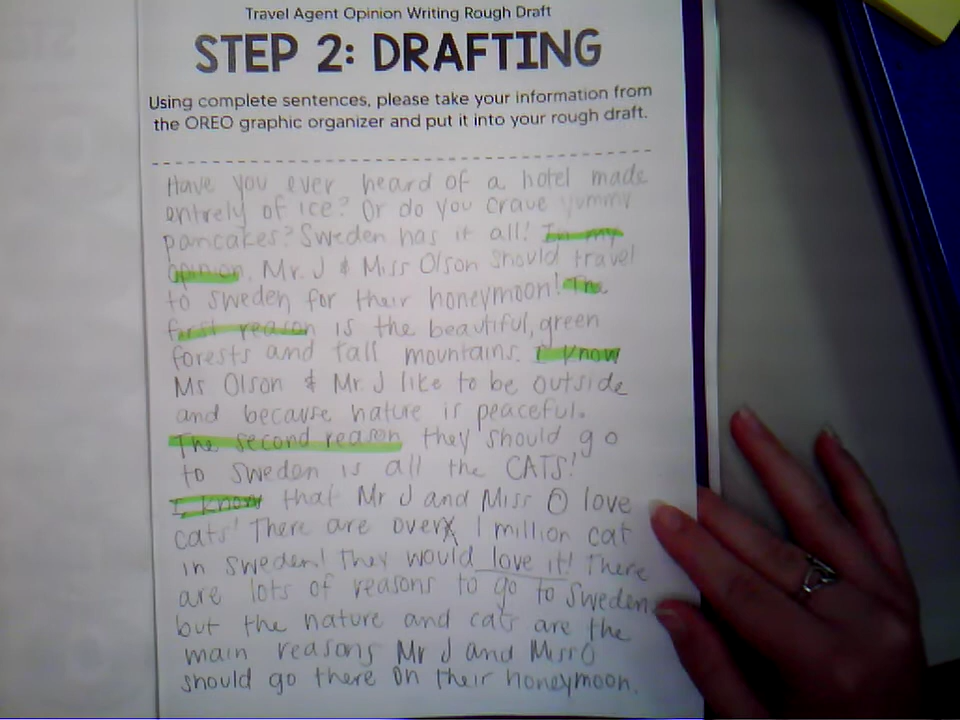 Travel Agent Opinion Writing Rough Draft
STEP 2: DRAFTING
Using complete sentences, please take your information from
the OREO graphic organizer and put it into your rough draft.
Have you ever heard of a hotel made
entirely of ice? Or do you crave yummy
pancakes? Sweden has it all! In my
opinion, Mr. J & Miss Olson should travel
to Sweden for their honeymoon! The
first reason is the beautiful, green
forests and tall mountains. I know
Ms Olson & Mr. J like to be outside
and because nature is peaceful.
The second reason they should go
to Sweden is all the CATS!
I know that Mr J and Miss O love
cats! There are over 1 million cat
in Sweden! They would love it! There
are lots of reasons to go to Sweden,
but the nature and cats are the
main reasons Mr J and Miss O
should go there on their honeymoon.